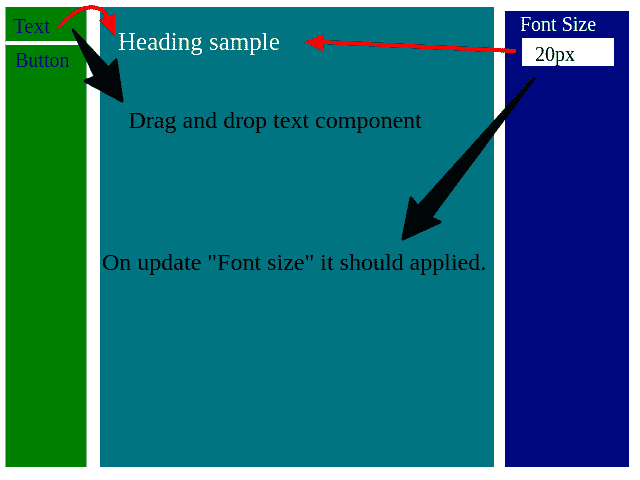 Text
Button
Heading sample
Drag and drop text component
On update "Font size" it should applied.
Font Size
20px